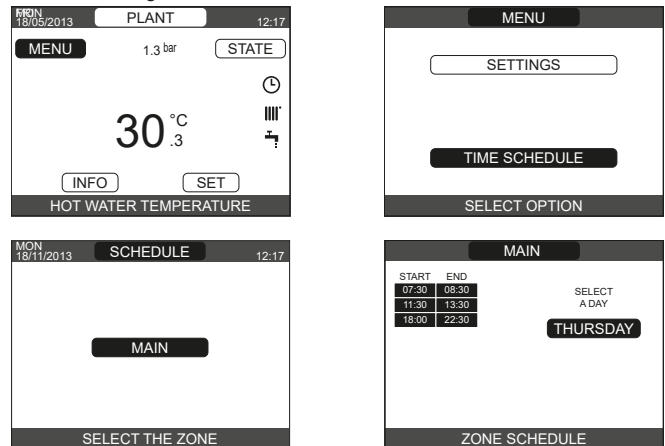 18/05/2013 PLANT 12:17
MENU 1.3 bar STATE
30 °C .3
INFO SET
HOT WATER TEMPERATURE
MENU
SETTINGS
TIME SCHEDULE
SELECT OPTION
MON
18/11/2013 SCHEDULE 12:17
MAIN
SELECT THE ZONE
MAIN
START END
07:30 08:30
11:30 13:30
18:00 22:30
SELECT
A DAY
THURSDAY
ZONE SCHEDULE